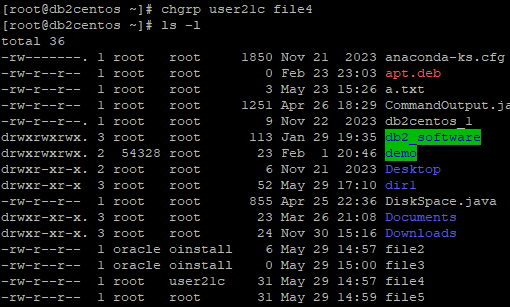 [root@db2centos ~]# chgrp user21c file4
[root@db2centos ~]# ls -l
total 36
-rw-------. 1 root root 1850 Nov 21 2023 anaconda-ks.cfg
-rw-r--r-- 1 root root 0 Feb 23 23:03 apt.deb
-rw-r--r-- 1 root root 3 May 23 15:26 a.txt
-rw-r--r-- 1 root root 1251 Apr 26 18:29 CommandOutput.ja
-rw-r--r--. 1 root root 9 Nov 22 2023 db2centos_1
drwxrwxrwx. 3 root root 113 Jan 29 19:35 db2_software
drwxrwxrwx. 2 54328 root 23 Feb 1 20:46 demo
drwxr-xr-x. 2 root root 6 Nov 21 2023 Desktop
drwxr-xr-x 3 root root 52 May 29 17:10 dir1
-rw-r--r-- 1 root root 855 Apr 25 22:36 DiskSpace.java
drwxr-xr-x. 3 root root 23 Mar 26 21:08 Documents
drwxr-xr-x. 3 root root 24 Nov 30 15:16 Downloads
-rw-r--r-- 1 oracle oinstall 6 May 29 14:57 file2
-rw-r--r-- 1 oracle oinstall 0 May 29 15:00 file3
-rw-r--r-- 1 root user21c 31 May 29 14:57 file4
-rw-r--r-- 1 root root 31 May 29 14:59 file5